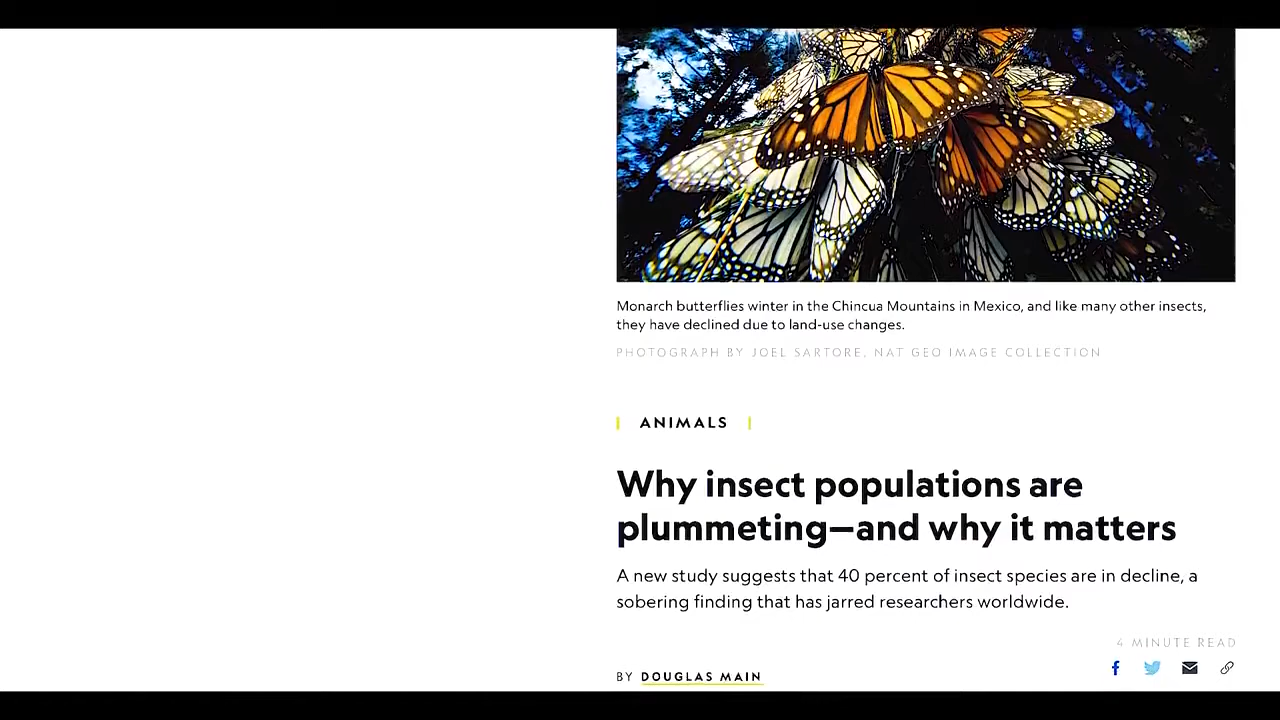 Monarch butterflies winter in the Chincua Mountains in Mexico, and like many other insects,
they have declined due to land-use changes.
PHOTOGRAPH BY JOEL SARTORE, NAT GEO IMAGE COLLECTION
ANIMALS
Why insect populations are
plummeting—and why it matters
A new study suggests that 40 percent of insect species are in decline, a
sobering finding that has jarred researchers worldwide.
4 MINUTE READ
BY DOUGLAS MAIN